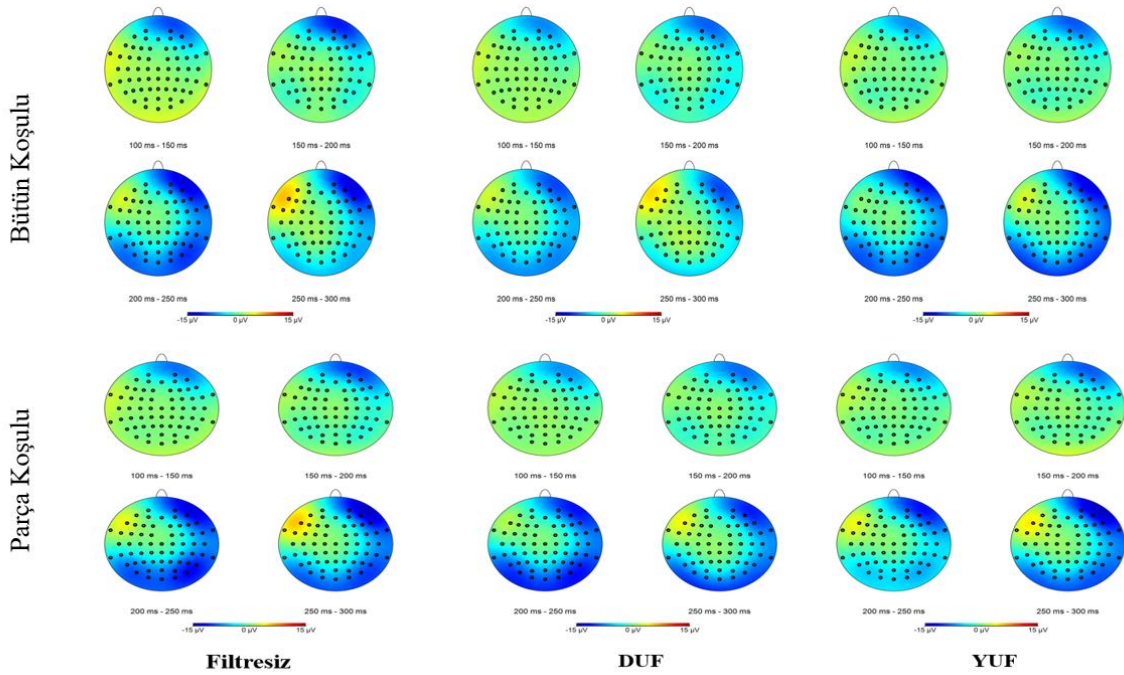 Bütün Koşulu
100 ms - 150 ms
150 ms - 200 ms
100 ms - 150 ms
150 ms - 200 ms
100 ms - 150 ms
150 ms - 200 ms
200 ms - 250 ms
250 ms - 300 ms
200 ms - 250 ms
250 ms - 300 ms
200 ms - 250 ms
250 ms - 300 ms
-15 µV 0 µV 15 µV
-15 µV 0 µV 15 µV
-15 µV 0 µV 15 µV
Parça Koşulu
100 ms - 150 ms
150 ms - 200 ms
100 ms - 150 ms
150 ms - 200 ms
100 ms - 150 ms
150 ms - 200 ms
200 ms - 250 ms
250 ms - 300 ms
200 ms - 250 ms
250 ms - 300 ms
200 ms - 250 ms
250 ms - 300 ms
-15 µV 0 µV 15 µV
-15 µV 0 µV 15 µV
-15 µV 0 µV 15 µV
Filtresiz
DUF
YUF